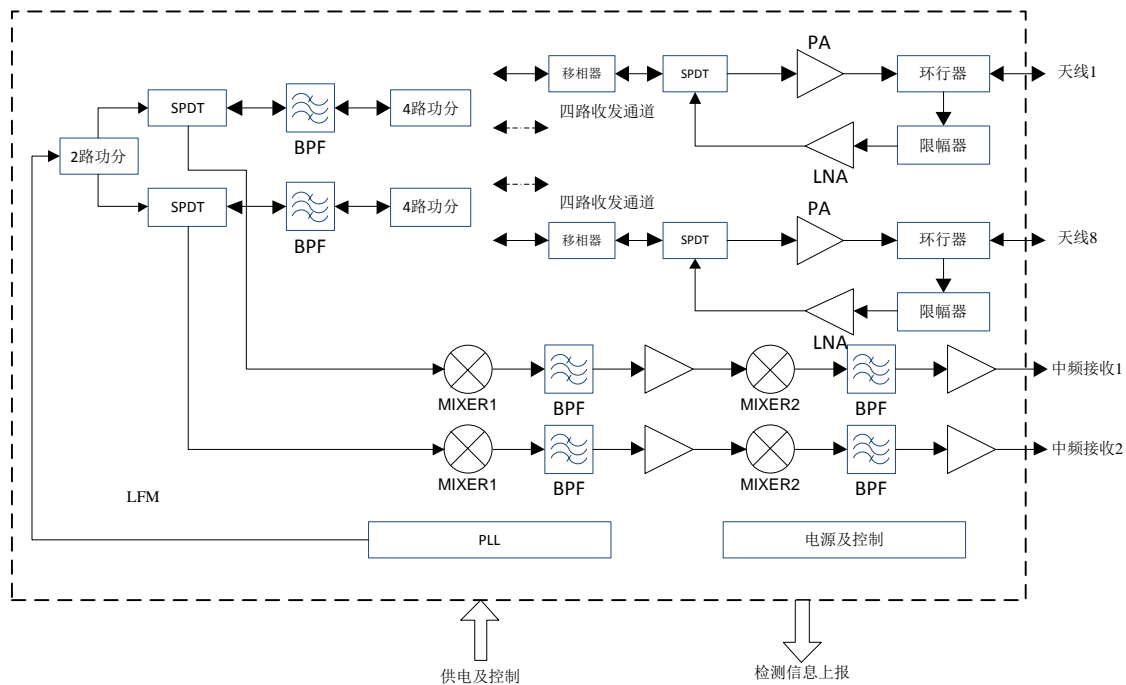 PA
移相器
SPDT
环行器
天线1
SPDT
BPF
4路功分
四路收发通道
2路功分
LNA
限幅器
SPDT
BPF
4路功分
四路收发通道
PA
移相器
SPDT
环行器
天线8
LNA
限幅器
MIXER1
BPF
MIXER2
BPF
中频接收1
MIXER1
BPF
MIXER2
BPF
中频接收2
LFM
PLL
电源及控制
供电及控制
检测信息上报